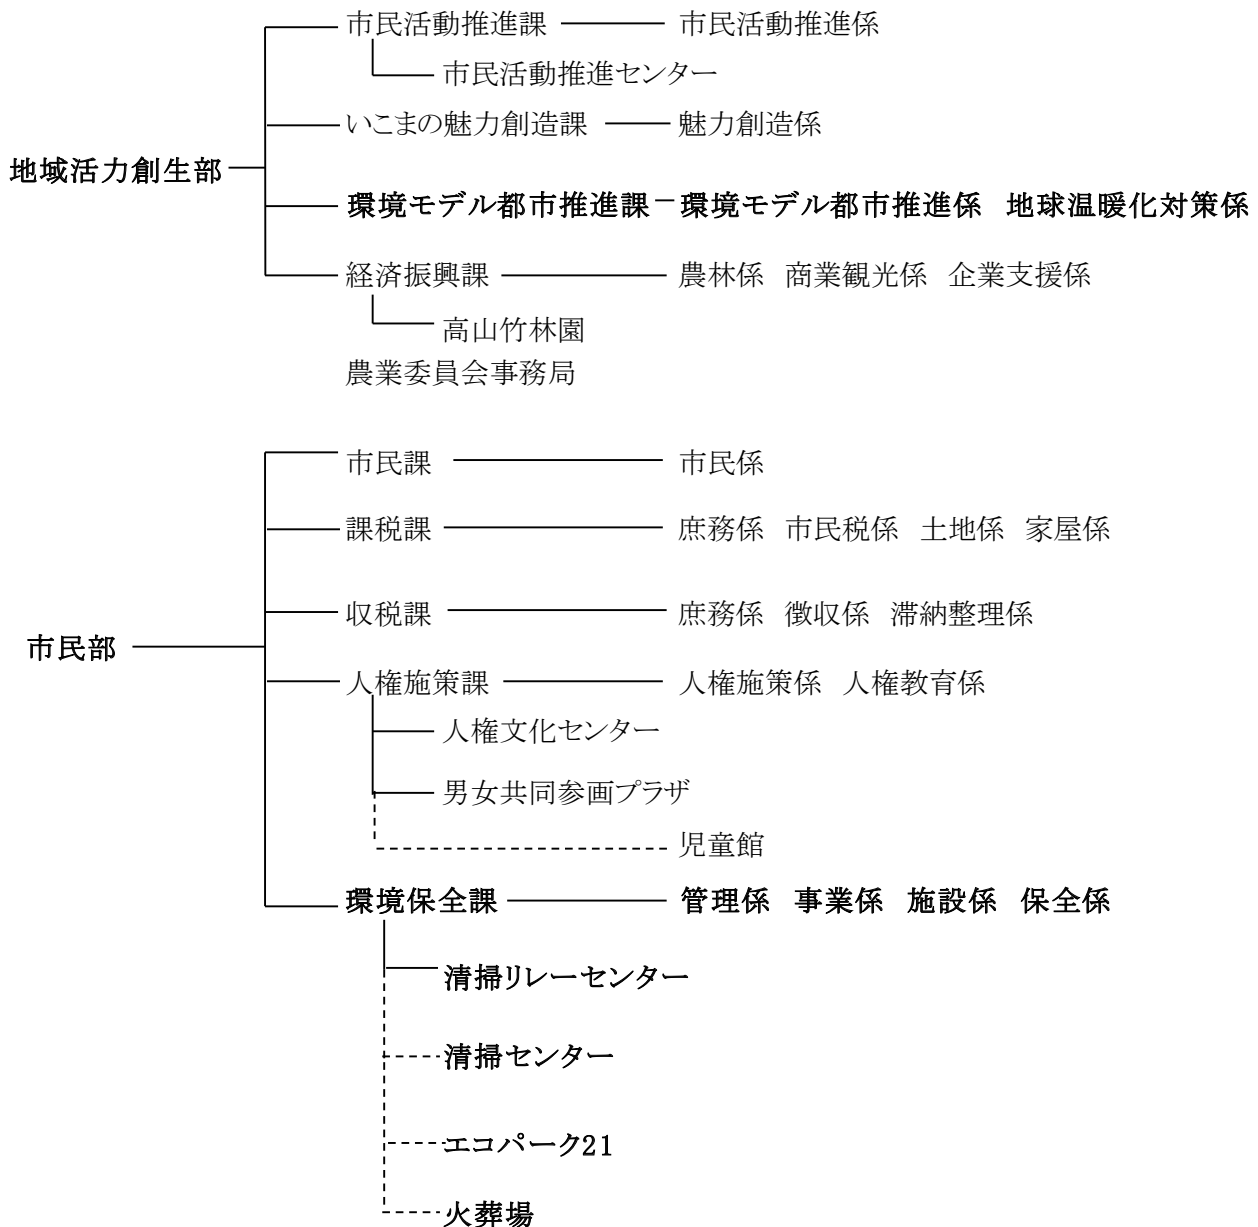 市民活動推進課 市民活動推進係
市民活動推進センター
いこまの魅力創造課 魅力創造係
地域活力創生部
環境モデル都市推進課 環境モデル都市推進係 地球温暖化対策係
経済振興課 農林係 商業観光係 企業支援係
高山竹林園
農業委員会事務局
市民課 市民係
課税課 庶務係 市民税係 土地係 家屋係
収税課 庶務係 徴収係 滞納整理係
市民部
人権施策課 人権施策係 人権教育係
人権文化センター
男女共同参画プラザ
児童館
環境保全課 管理係 事業係 施設係 保全係
清掃リレーセンター
清掃センター
エコパーク21
火葬場